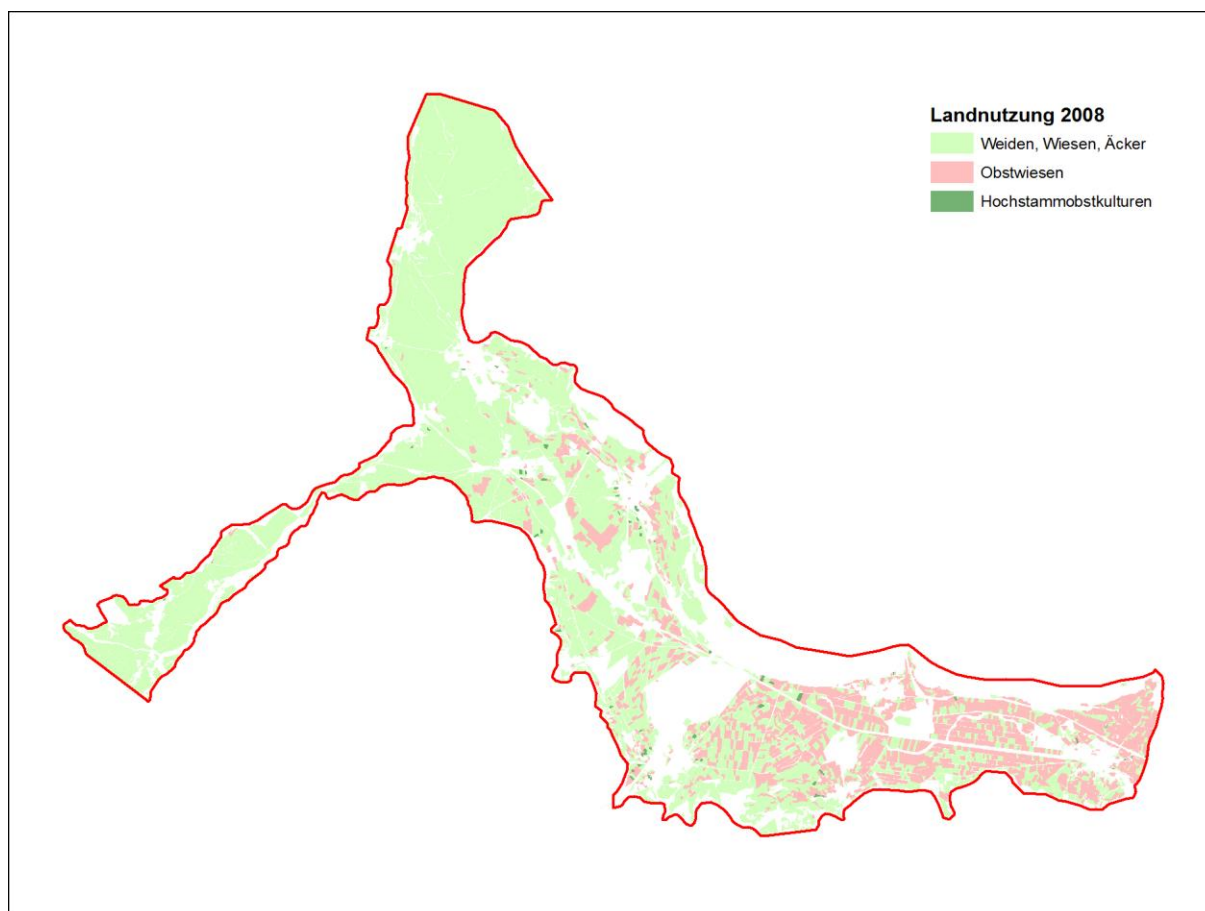 Landnutzung 2008
Weiden, Wiesen, Äcker
Obstwiesen
Hochstammobstkulturen